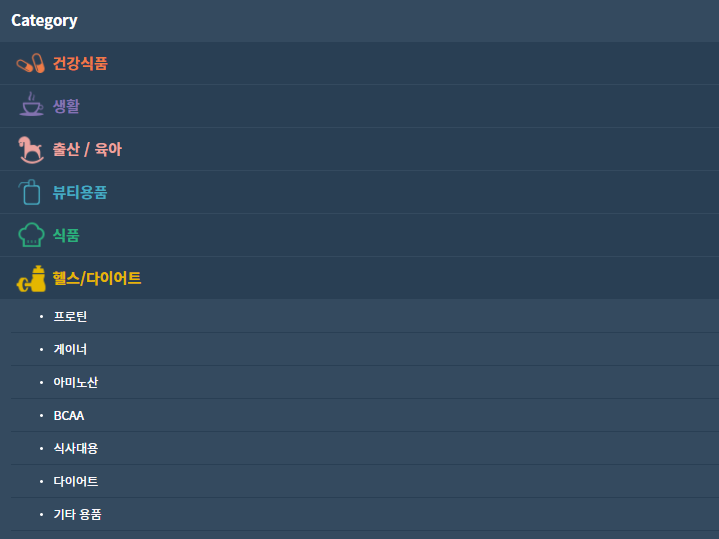 Category
건강식품
생활
출산 / 육아
뷰티용품
식품
헬스/다이어트
• 프로틴
• 게이너
• 아미노산
• BCAA
• 식사대용
• 다이어트
• 기타 용품